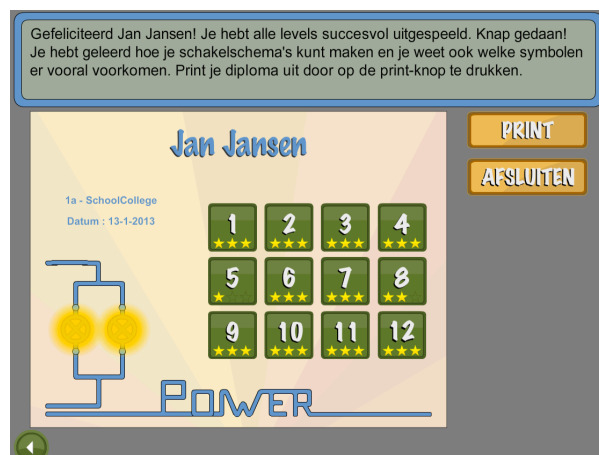 Gefeliciteerd Jan Jansen! Je hebt alle levels succesvol uitgespeeld. Knap gedaan!
Je hebt geleerd hoe je schakelschema's kunt maken en je weet ook welke symbolen
er vooral voorkomen. Print je diploma uit door op de print-knop te drukken.
Jan Jansen
PRINT
AFSLUITEN
1a - SchoolCollege
Datum : 13-1-2013
1 2 3 4
5 6 7 8
9 10 11 12
POWER